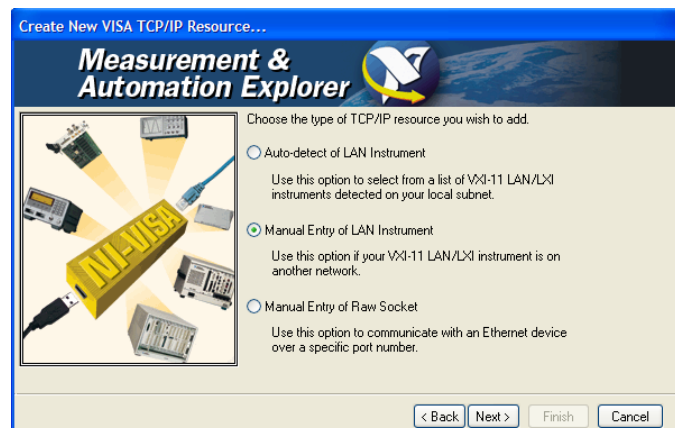 Create New VISA TCP/IP Resource...
Measurement &
Automation Explorer
NI-VISA
Choose the type of TCP/IP resource you wish to add.
Auto-detect of LAN Instrument
Use this option to select from a list of VXI-11 LAN/LXI
instruments detected on your local subnet.
Manual Entry of LAN Instrument
Use this option if your VXI-11 LAN/LXI instrument is on
another network.
Manual Entry of Raw Socket
Use this option to communicate with an Ethernet device
over a specific port number.
< Back
Next >
Finish
Cancel